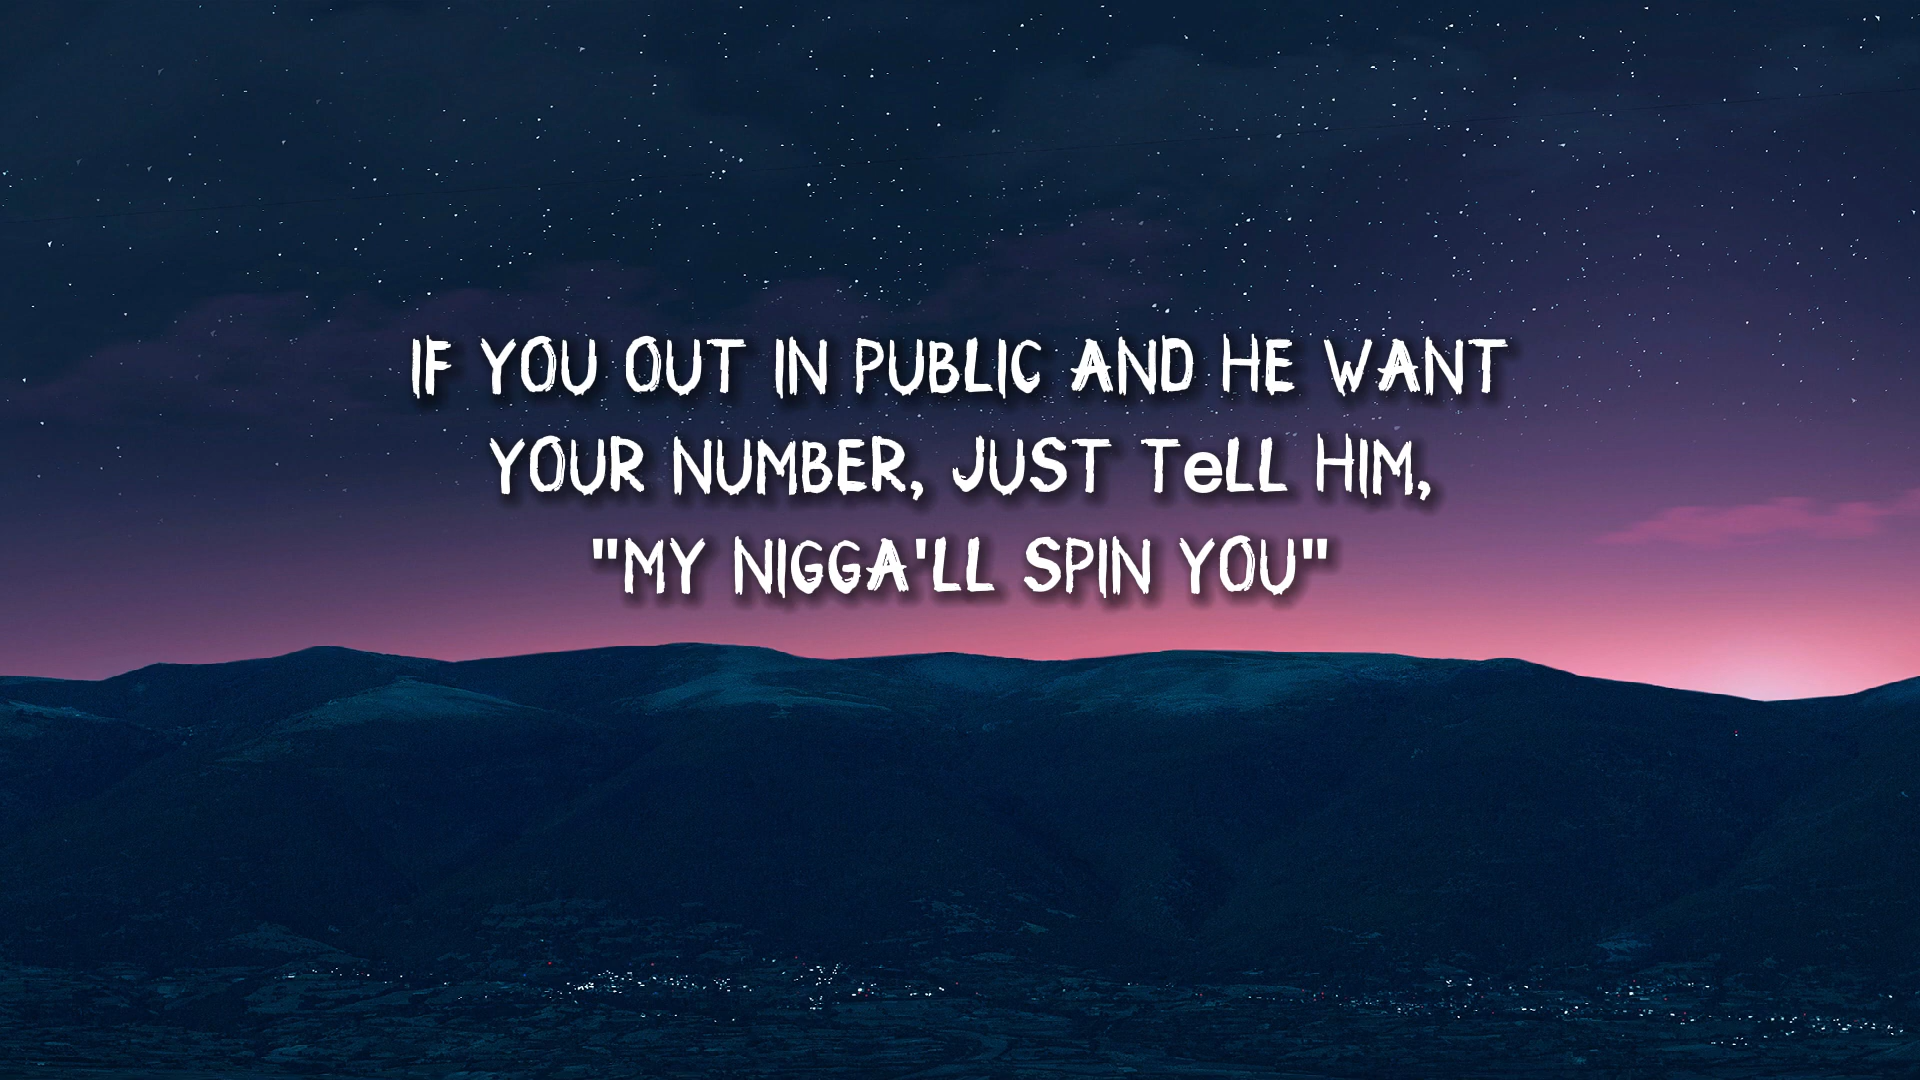 IF YOU OUT IN PUBLIC AND HE WANT
YOUR NUMBER, JUST TeLL HIM,
"MY NIGGA'LL SPIN YOU"